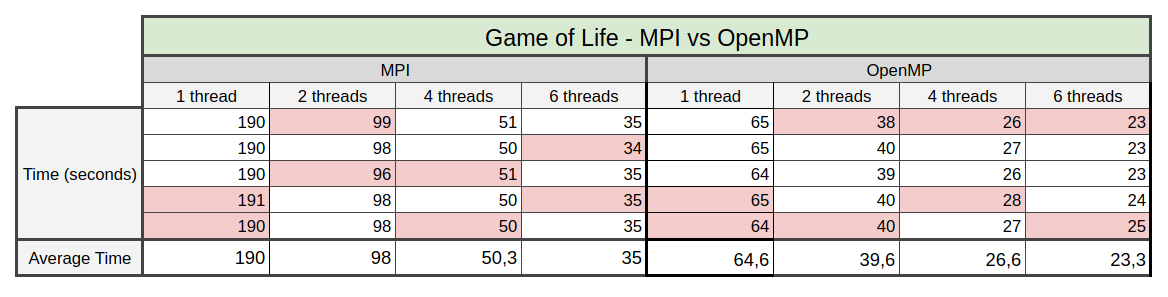 Game of Life - MPI vs OpenMP
MPI OpenMP
1 thread 2 threads 4 threads 6 threads 1 thread 2 threads 4 threads 6 threads
190 99 51 35 65 38 26 23
190 98 50 34 65 40 27 23
Time (seconds) 190 96 51 35 64 39 26 23
191 98 50 35 65 40 28 24
190 98 50 35 64 40 27 25
Average Time 190 98 50,3 35 64,6 39,6 26,6 23,3